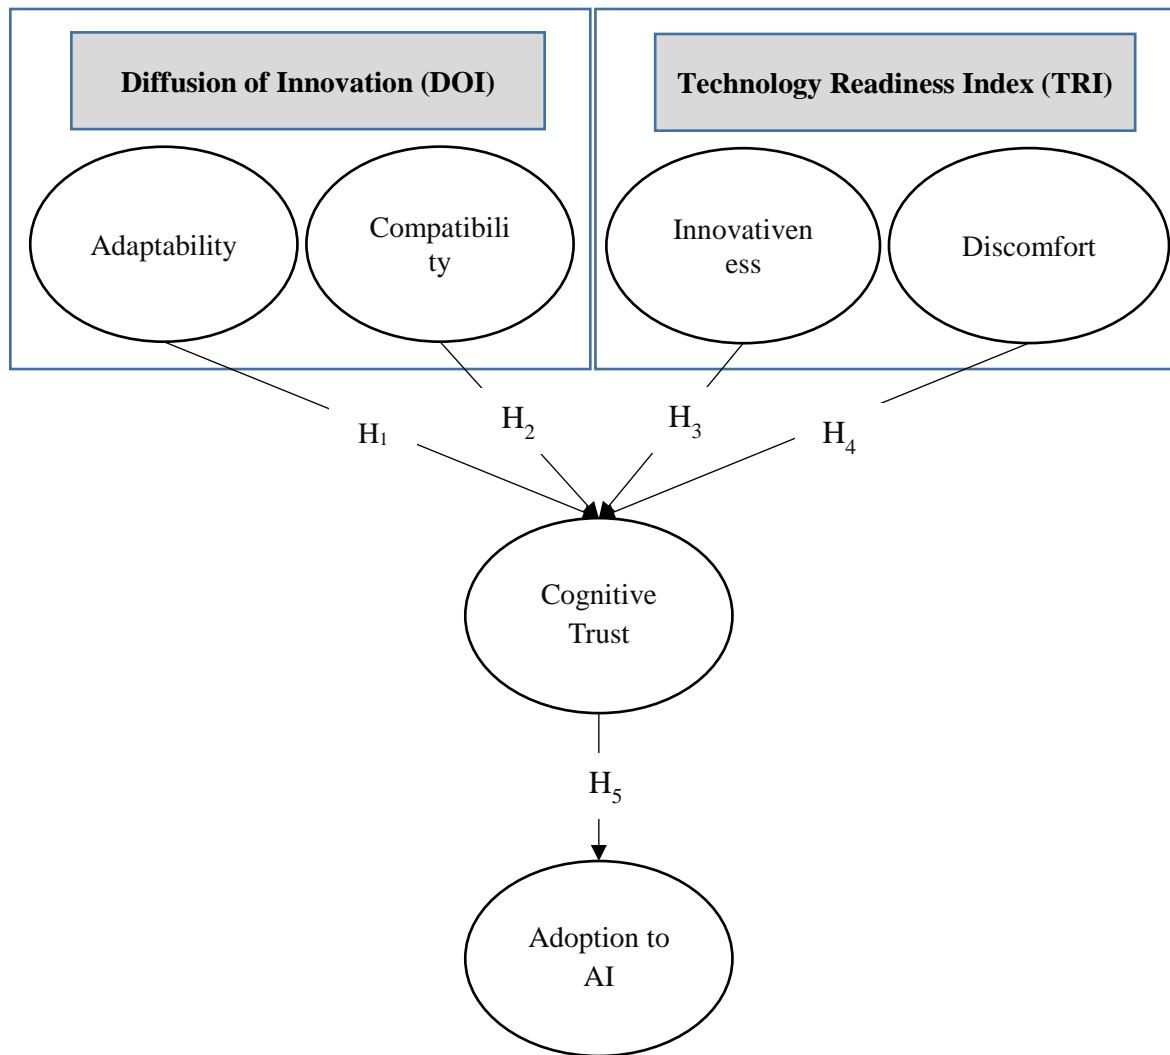 Diffusion of Innovation (DOI)
Technology Readiness Index (TRI)
Adaptability
Compatibili
ty
Innovativen
ess
Discomfort
H1
H2
H3
H4
Cognitive
Trust
H5
Adoption to
AI